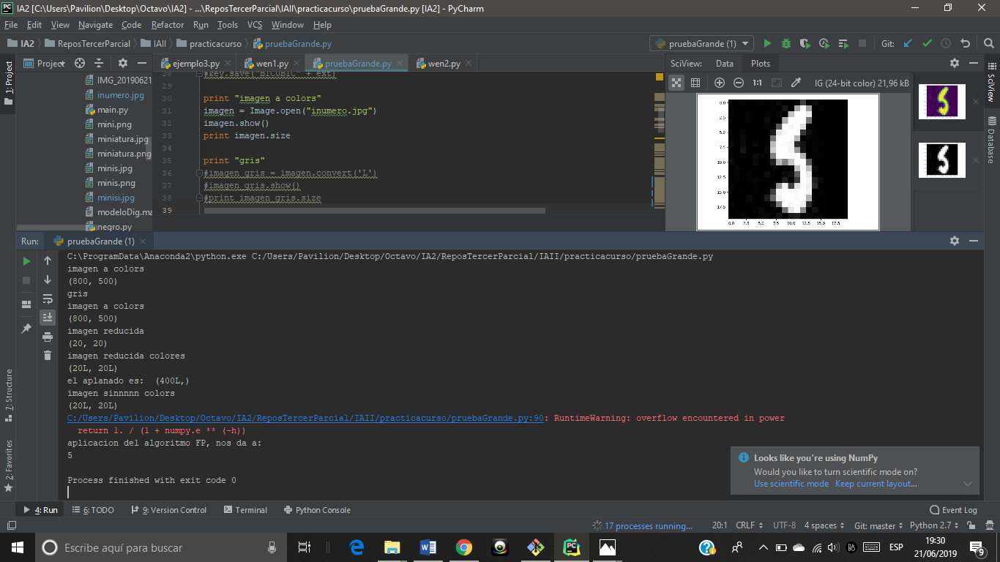 IA2 [C:\Users\Pavilion\Desktop\Octavo\IA2] - ...\ReposTercerParcial\IAII\practicacurso\pruebaGrande.py [IA2] - PyCharm
File Edit View Navigate Code Refactor Run Tools VCS Window Help
IA2 ReposTercerParcial IAII practicacurso pruebaGrande.py pruebaGrande (1) Git:
1: Project
Project
ejemplo3.py wen1.py pruebaGrande.py wen2.py
SciView: Data Plots
IMG_20190621
inumero.jpg
main.py
mini.png
miniatura.jpg
miniatura.png
minis.jpg
minis.png
minisi.jpg
modeloDig.ma
negro.py
28 #key.save("BICUBIC" + ext)
29
30 print "imagen a colors"
31 imagen = Image.open("inumero.jpg")
32 imagen.show()
33 print imagen.size
34
35 print "gris"
36 #imagen_gris = imagen.convert('L')
37 #imagen_gris.show()
38 #print imagen_gris.size
39
1:1 IG (24-bit color) 21,96 kB
0.0
2.5
5.0
7.5
10.0
12.5
15.0
17.5
0.0 2.5 5.0 7.5 10.0 12.5 15.0 17.5
SciView
Database
Run: pruebaGrande (1)
C:\ProgramData\Anaconda2\python.exe C:/Users/Pavilion/Desktop/Octavo/IA2/ReposTercerParcial/IAII/practicacurso/pruebaGrande.py
imagen a colors
(800, 500)
gris
imagen a colors
(800, 500)
imagen reducida
(20, 20)
imagen reducida colores
(20L, 20L)
el aplanado es:  (400L,)
imagen sinnnnn colors
(20L, 20L)
C:/Users/Pavilion/Desktop/Octavo/IA2/ReposTercerParcial/IAII/practicacurso/pruebaGrande.py:90: RuntimeWarning: overflow encountered in power
return 1. / (1 + numpy.e ** (-h))
aplicacion del algoritmo FP, nos da a:
5
Process finished with exit code 0
7: Structure
2: Favorites
Looks like you're using NumPy
Would you like to turn scientific mode on?
Use scientific mode Keep current layout...
4: Run 6: TODO 9: Version Control Terminal Python Console Event Log
17 processes running... 20:1 CRLF UTF-8 4 spaces Git: master Python 2.7
Escribe aquí para buscar
ESP
19:30
21/06/2019
9